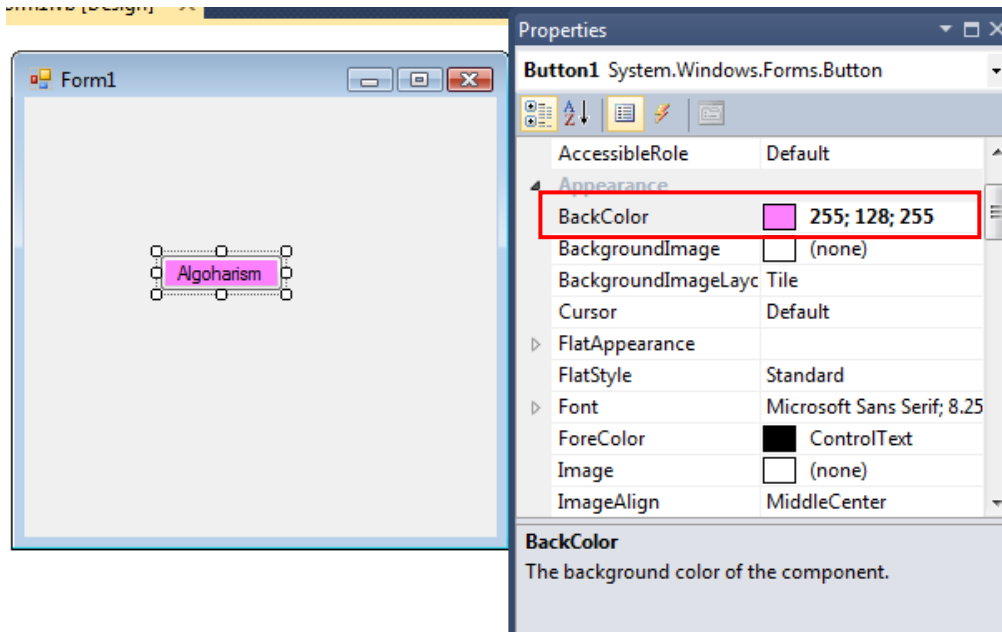 [Design]
Form1
Algoharism
Properties
Button1 System.Windows.Forms.Button
AccessibleRole Default
Appearance
BackColor 255; 128; 255
BackgroundImage (none)
BackgroundImageLayc Tile
Cursor Default
FlatAppearance
FlatStyle Standard
Font Microsoft Sans Serif; 8.25
ForeColor ControlText
Image (none)
ImageAlign MiddleCenter
BackColor
The background color of the component.